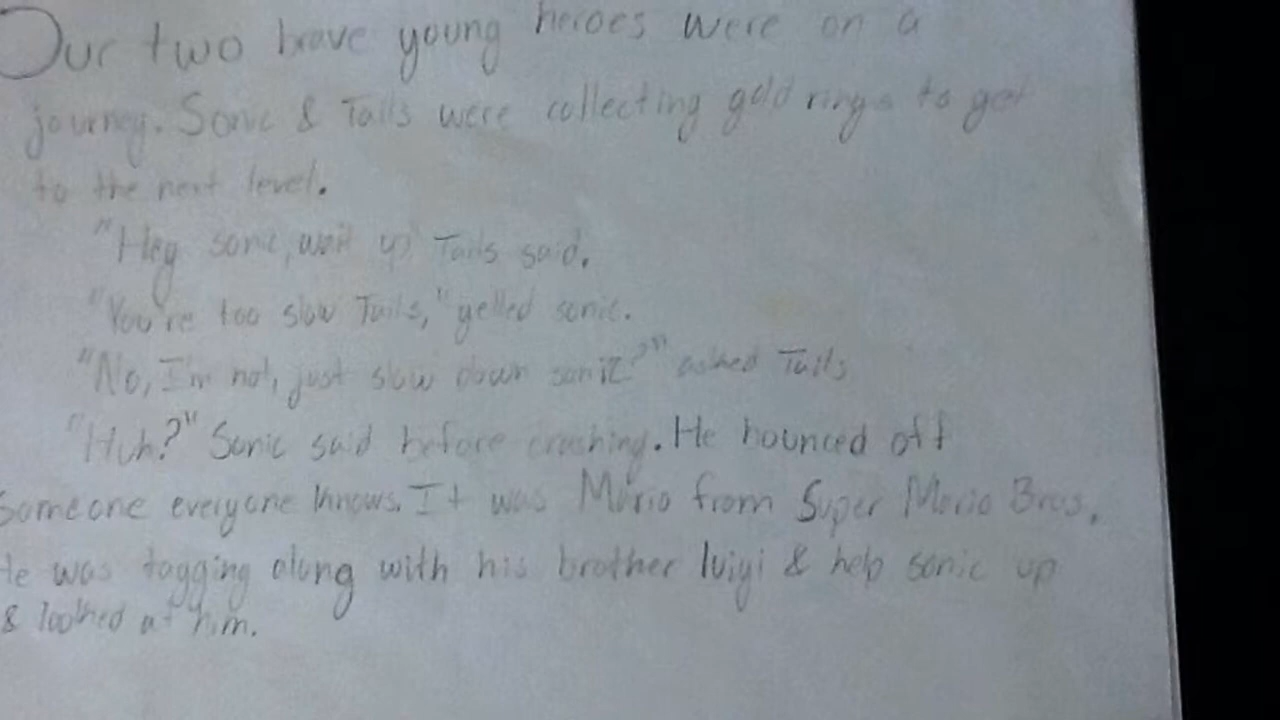 Our two brave young heroes were on a
journey. Sonic & Tails were collecting gold rings to get
to the next level.
"Hey sonic, wait up" Tails said.
"You're too slow Tails," yelled sonic.
"No, I'm not, just slow down sonic?" asked Tails
"Huh?" Sonic said before crashing. He bounced off
Someone everyone knows. It was Mario from Super Mario Bros.
He was tagging along with his brother luigi & help sonic up
& looked at him.